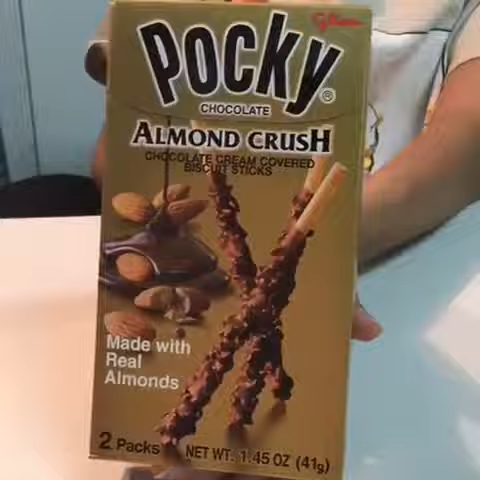 Glico
Pocky®
CHOCOLATE
ALMOND CRUSH
CHOCOLATE CREAM COVERED
BISCUIT STICKS
Made with
Real
Almonds
2 Packs NET WT. 1.45 OZ (41g)